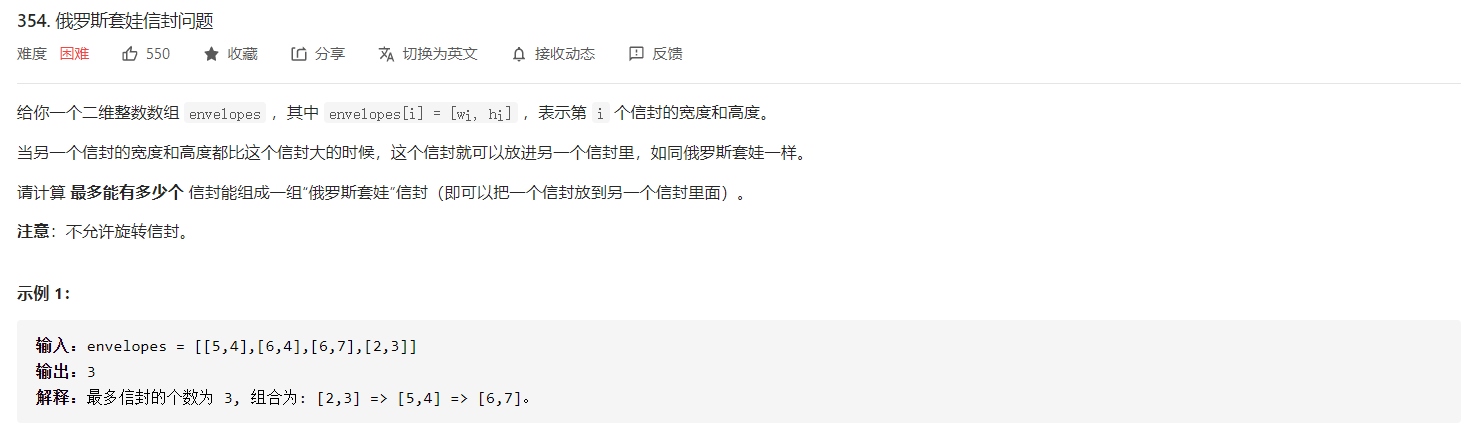 354. 俄罗斯套娃信封问题
难度 困难 550 收藏 分享 切换为英文 接收动态 反馈
给你一个二维整数数组 envelopes ，其中 envelopes[i] = [wi, hi] ，表示第 i 个信封的宽度和高度。
当另一个信封的宽度和高度都比这个信封大的时候，这个信封就可以放进另一个信封里，如同俄罗斯套娃一样。
请计算 最多能有多少个 信封能组成一组“俄罗斯套娃”信封（即可以把一个信封放到另一个信封里面）。
注意：不允许旋转信封。
示例 1：
输入：envelopes = [[5,4],[6,4],[6,7],[2,3]]
输出：3
解释：最多信封的个数为 3, 组合为: [2,3] => [5,4] => [6,7]。